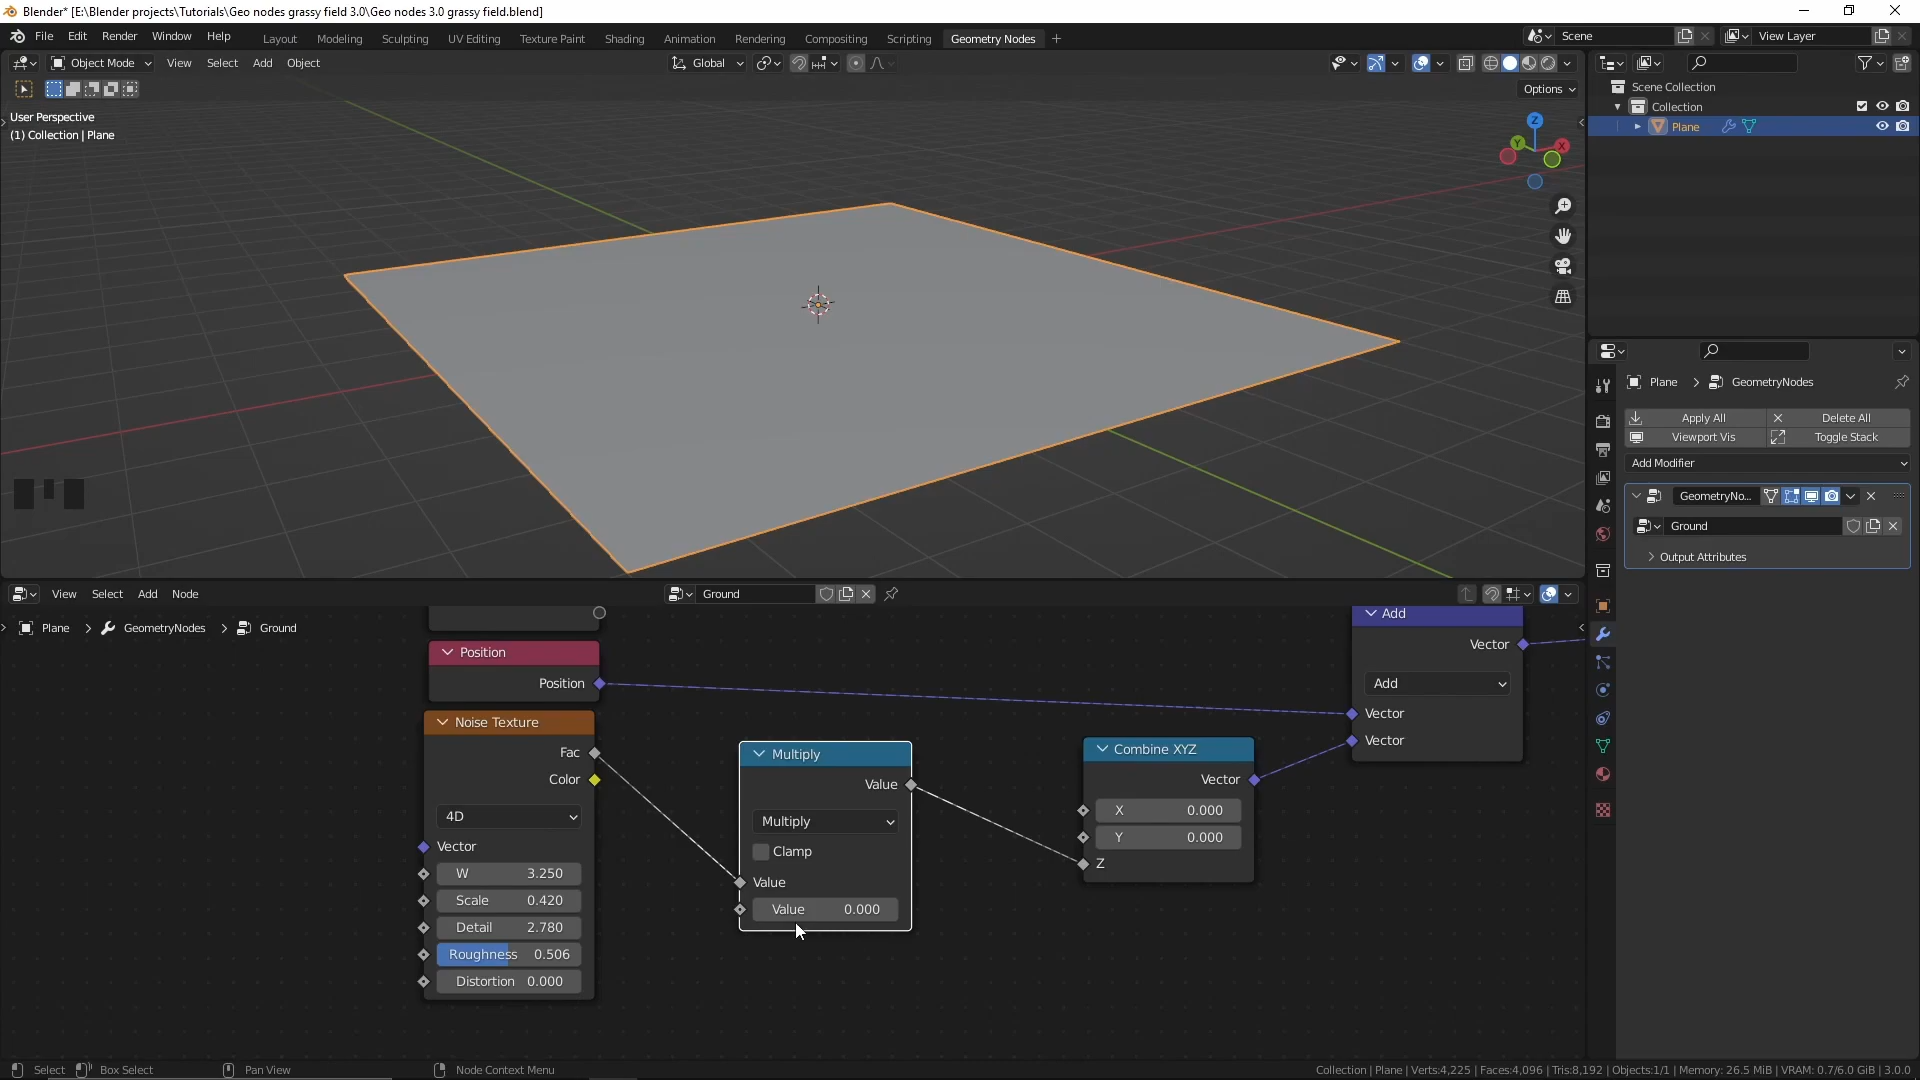 Blender* [E:\Blender projects\Tutorials\Geo nodes grassy field 3.0\Geo nodes 3.0 grassy field.blend]
File Edit Render Window Help Layout Modeling Sculpting UV Editing Texture Paint Shading Animation Rendering Compositing Scripting Geometry Nodes + Scene View Layer
Object Mode View Select Add Object Global
Options
User Perspective
(1) Collection | Plane
Z
Y
X
Scene Collection
Collection
Plane
Plane > GeometryNodes
Apply All Delete All
Viewport Vis Toggle Stack
Add Modifier
GeometryNo...
Ground
Output Attributes
View Select Add Node Ground
Plane > GeometryNodes > Ground
Position
Position
Noise Texture
Fac
Color
4D
Vector
W 3.250
Scale 0.420
Detail 2.780
Roughness 0.506
Distortion 0.000
Multiply
Value
Multiply
Clamp
Value
Value 0.000
Combine XYZ
Vector
X 0.000
Y 0.000
Z
Add
Vector
Add
Vector
Vector
Select Box Select Pan View Node Context Menu
Collection | Plane | Verts:4,225 | Faces:4,096 | Tris:8,192 | Objects:1/1 | Memory: 26.5 MiB | VRAM: 0.7/6.0 GiB | 3.0.0